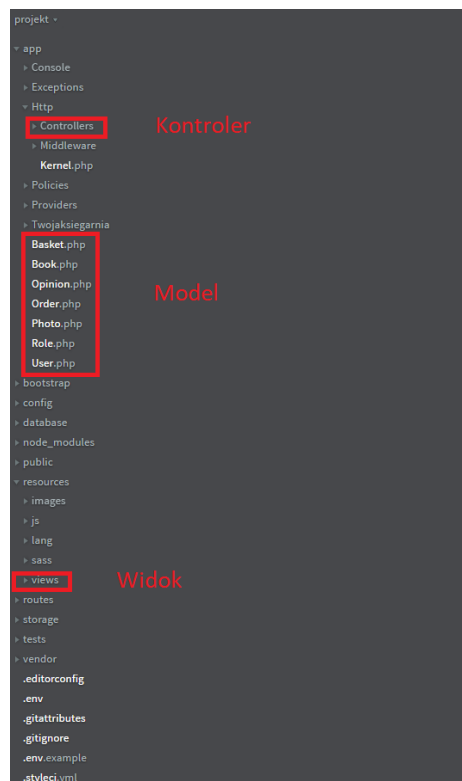 projekt
app
Console
Exceptions
Http
Controllers Kontroler
Middleware
Kernel.php
Policies
Providers
Twojaksiegarnia
Basket.php
Book.php
Opinion.php
Order.php Model
Photo.php
Role.php
User.php
bootstrap
config
database
node_modules
public
resources
images
js
lang
sass
views Widok
routes
storage
tests
vendor
.editorconfig
.env
.gitattributes
.gitignore
.env.example
.styleci.yml